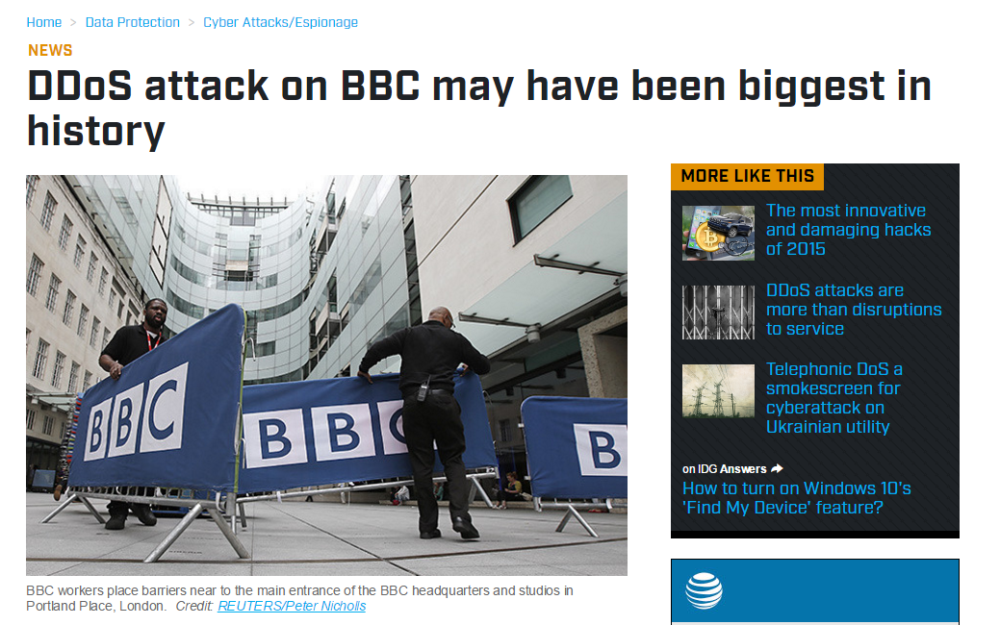 Home > Data Protection > Cyber Attacks/Espionage
NEWS
DDoS attack on BBC may have been biggest in
history
BBC
BBC
B
BBC workers place barriers near to the main entrance of the BBC headquarters and studios in
Portland Place, London. Credit: REUTERS/Peter Nicholls
MORE LIKE THIS
The most innovative
and damaging hacks
of 2015
DDoS attacks are
more than disruptions
to service
Telephonic DoS a
smokescreen for
cyberattack on
Ukrainian utility
on IDG Answers
How to turn on Windows 10's
'Find My Device' feature?